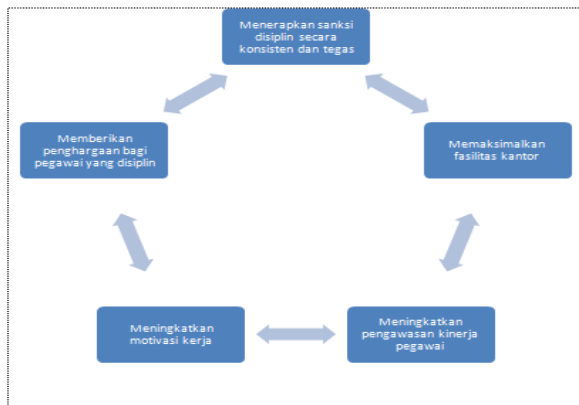 Menerapkan sanksi
disiplin secara
konsisten dan tegas
Memberikan
penghargaan bagi
pegawai yang disiplin
Memaksimalkan
fasilitas kantor
Meningkatkan
motivasi kerja
Meningkatkan
pengawasan kinerja
pegawai